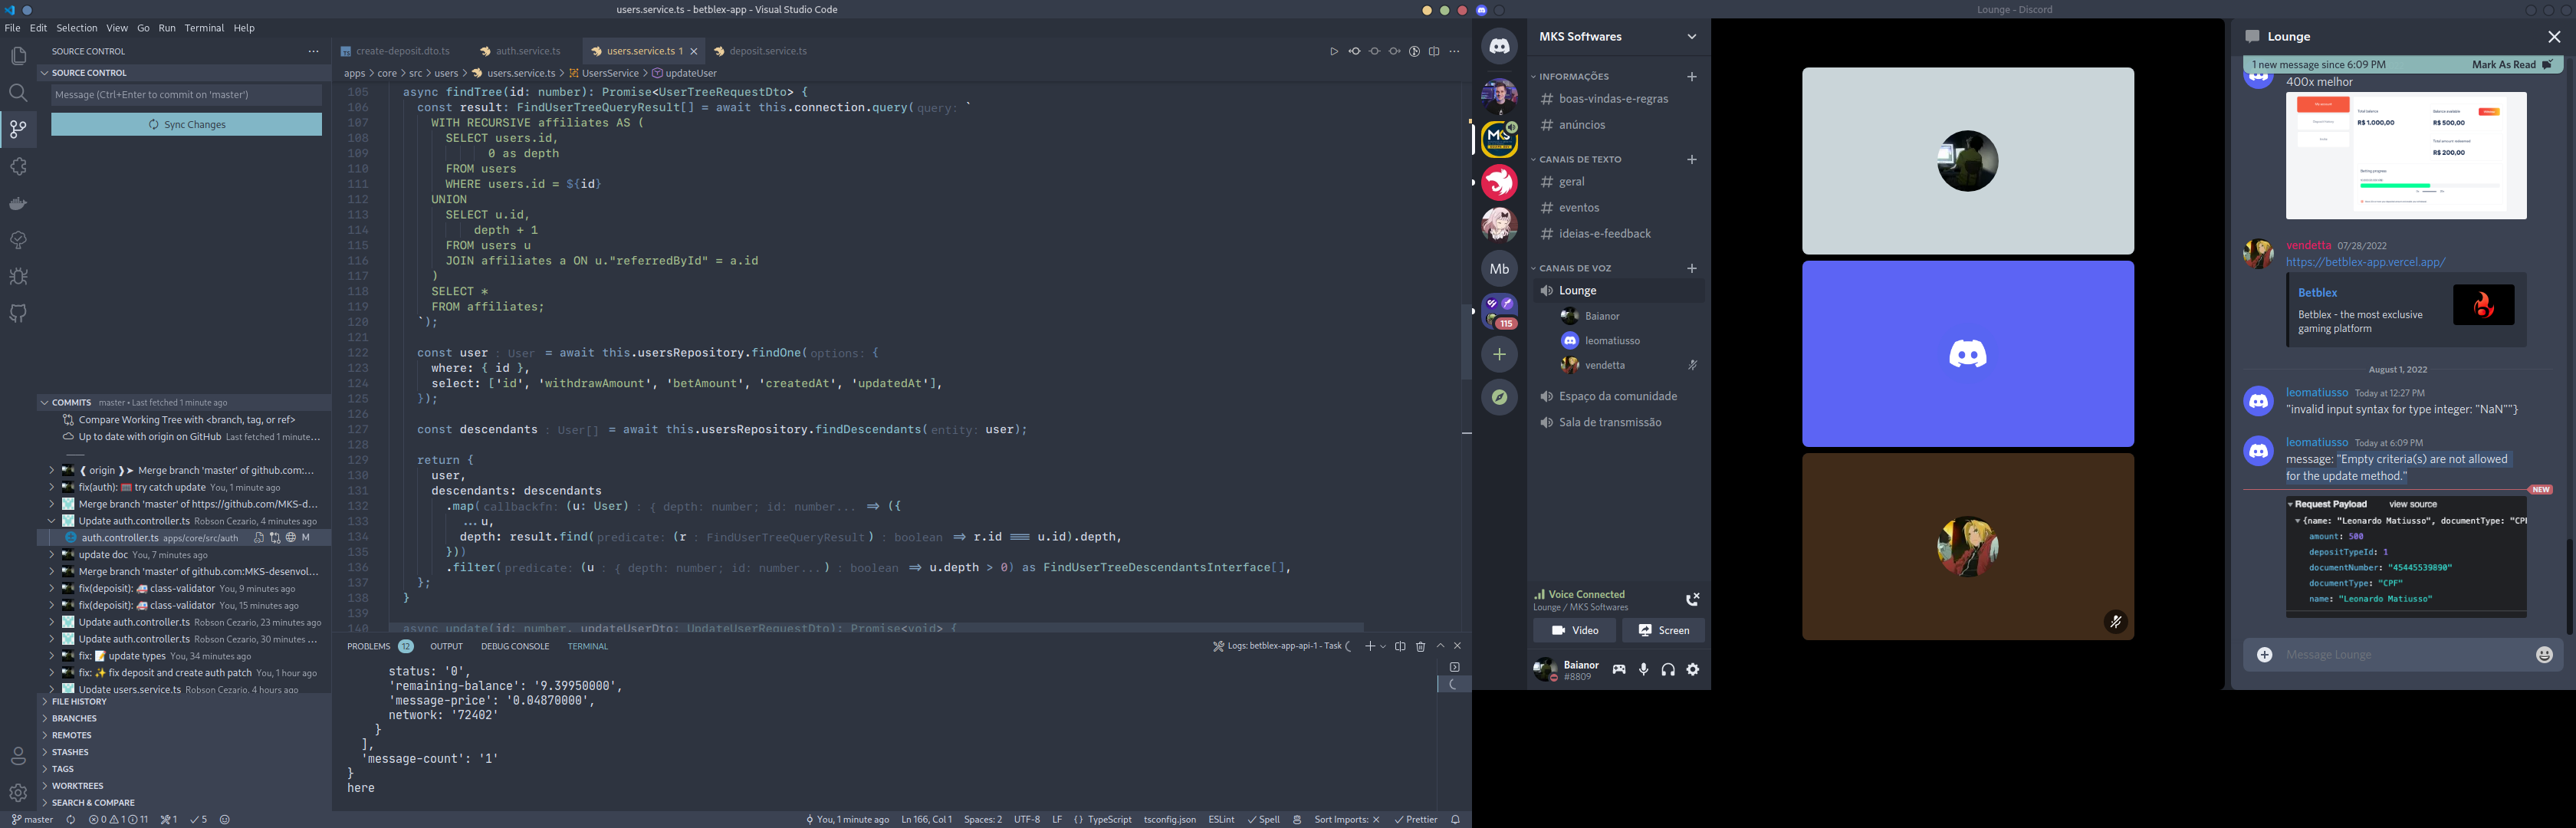 users.service.ts - betblex-app - Visual Studio Code
File Edit Selection View Go Run Terminal Help
SOURCE CONTROL
SOURCE CONTROL
Message (Ctrl+Enter to commit on 'master')
Sync Changes
COMMITS master • Last fetched 1 minute ago
Compare Working Tree with <branch, tag, or ref>
Up to date with origin on GitHub Last fetched 1 minute...
origin Merge branch 'master' of github.com:...
fix(auth): try catch update You, 1 minute ago
Merge branch 'master' of https://github.com/MKS-d...
Update auth.controller.ts Robson Cezario, 4 minutes ago
auth.controller.ts apps/core/src/auth M
update doc You, 7 minutes ago
Merge branch 'master' of github.com:MKS-desenvol...
fix(depoisit): 🚑 class-validator You, 9 minute ago
fix(depoisit): 🚑 class-validator You, 15 minutes ago
Update auth.controller.ts Robson Cezario, 23 minutes ago
Update auth.controller.ts Robson Cezario, 30 minutes ...
fix: 📝 update types You, 34 minutes ago
fix: ✨ fix deposit and create auth patch You, 1 hour ago
Update users.service.ts Robson Cezario, 4 hours ago
FILE HISTORY
BRANCHES
REMOTES
STASHES
TAGS
WORKTREES
SEARCH & COMPARE
create-deposit.dto.ts auth.service.ts users.service.ts 1 deposit.service.ts
apps > core > src > users > users.service.ts > UsersService > updateUser
105 async findTree(id: number): Promise<UserTreeRequestDto> {
106 const result: FindUserTreeQueryResult[] = await this.connection.query(query: `
107 WITH RECURSIVE affiliates AS (
108 SELECT users.id,
109 0 as depth
110 FROM users
111 WHERE users.id = ${id}
112 UNION
113 SELECT u.id,
114 depth + 1
115 FROM users u
116 JOIN affiliates a ON u."referredById" = a.id
117 )
118 SELECT *
119 FROM affiliates;
120 `);
121
122 const user : User = await this.usersRepository.findOne(options: {
123 where: { id },
124 select: ['id', 'withdrawAmount', 'betAmount', 'createdAt', 'updatedAt'],
125 });
126
127 const descendants : User[] = await this.usersRepository.findDescendants(entity: user);
128
129 return {
130 user,
131 descendants: descendants
132 .map(callbackfn: (u: User) : { depth: number; id: number... => ({
133 ...u,
134 depth: result.find(predicate: (r : FindUserTreeQueryResult) : boolean => r.id === u.id).depth,
135 }))
136 .filter(predicate: (u : { depth: number; id: number...) : boolean => u.depth > 0) as FindUserTreeDescendantsInterface[],
137 };
138 }
139
140 async update(id: number, updateUserDto: UpdateUserRequestDto): Promise<void> {
PROBLEMS 12 OUTPUT DEBUG CONSOLE TERMINAL Logs: betblex-app-api-1 - Task
status: '0',
'remaining-balance': '9.39950000',
'message-price': '0.04870000',
network: '72402'
}
],
'message-count': '1'
}
here
master 0 1 11 1 5
You, 1 minute ago Ln 166, Col 1 Spaces: 2 UTF-8 LF {} TypeScript tsconfig.json ESLint Spell Sort Imports: Prettier
Lounge - Discord
Mb
115
MKS Softwares
INFORMAÇÕES
boas-vindas-e-regras
anúncios
CANAIS DE TEXTO
geral
eventos
ideias-e-feedback
CANAIS DE VOZ
Lounge
Baianor
leomatiusso
vendetta
Espaço da comunidade
Sala de transmissão
Voice Connected
Lounge / MKS Softwares
Video Screen
Baianor
#8809
Lounge
1 new message since 6:09 PM Mark As Read
400x melhor
R$ 1.000,00
R$ 500,00
R$ 200,00
vendetta 07/28/2022
https://betblex-app.vercel.app/
Betblex
Betblex - the most exclusive
gaming platform
August 1, 2022
leomatiusso Today at 12:27 PM
"invalid input syntax for type integer: "NaN""}
leomatiusso Today at 6:09 PM
message: "Empty criteria(s) are not allowed
for the update method."
NEW
Request Payload view source
{name: "Leonardo Matiusso", documentType: "CPF
amount: 500
depositTypeId: 1
documentNumber: "45445539890"
documentType: "CPF"
name: "Leonardo Matiusso"
Message Lounge